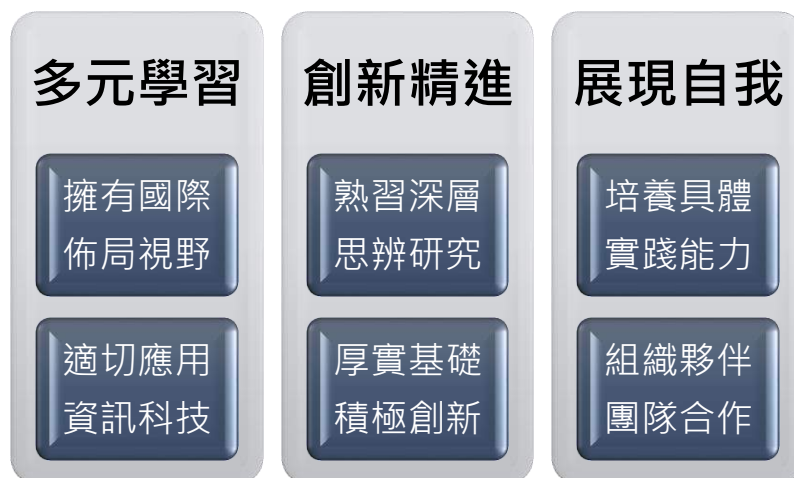 多元學習
擁有國際
佈局視野
適切應用
資訊科技
創新精進
熟習深層
思辨研究
厚實基礎
積極創新
展現自我
培養具體
實踐能力
組織夥伴
團隊合作